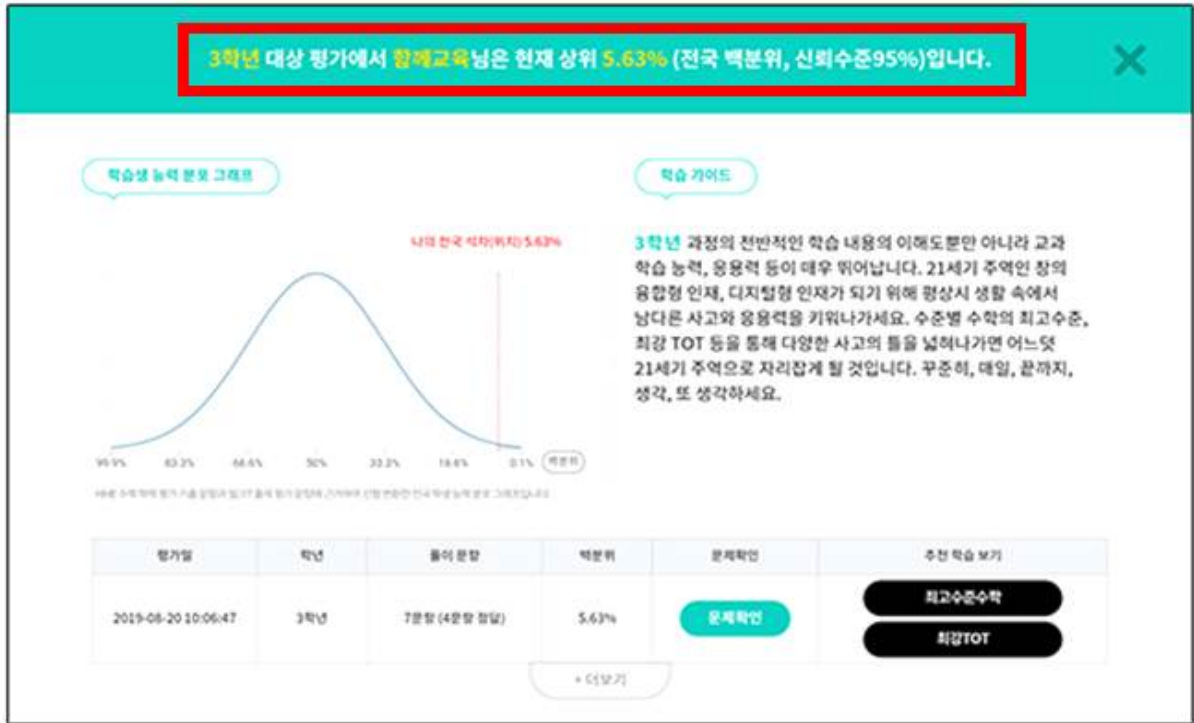 3학년 대상 평가에서 함께교육님은 현재 상위 5.63% (전국 백분위, 신뢰수준95%)입니다.
학습생 능력 분포 그래프
학습 가이드
나의 전국 석차(위치) 5.63%
3학년 과정의 전반적인 학습 내용의 이해도뿐만 아니라 교과
학습 능력, 응용력 등이 매우 뛰어납니다. 21세기 주역인 창의
융합형 인재, 디지털형 인재가 되기 위해 평상시 생활 속에서
남다른 사고와 응용력을 키워나가세요. 수준별 수학의 최고수준,
최강 TOT 등을 통해 다양한 사고의 틀을 넓혀나가면 어느덧
21세기 주역으로 자리잡게 될 것입니다. 꾸준히, 매일, 끝까지,
생각, 또 생각하세요.
99.9% 83.3% 66.6% 50% 33.3% 16.6% 0.1% 백분위
평가일 학년 풀이 문항 백분위 문제확인 추천 학습 보기
2019-08-20 10:06:47 3학년 7문항 (4문항 정답) 5.63% 문제확인 최고수준수학
최강TOT
+ 더보기